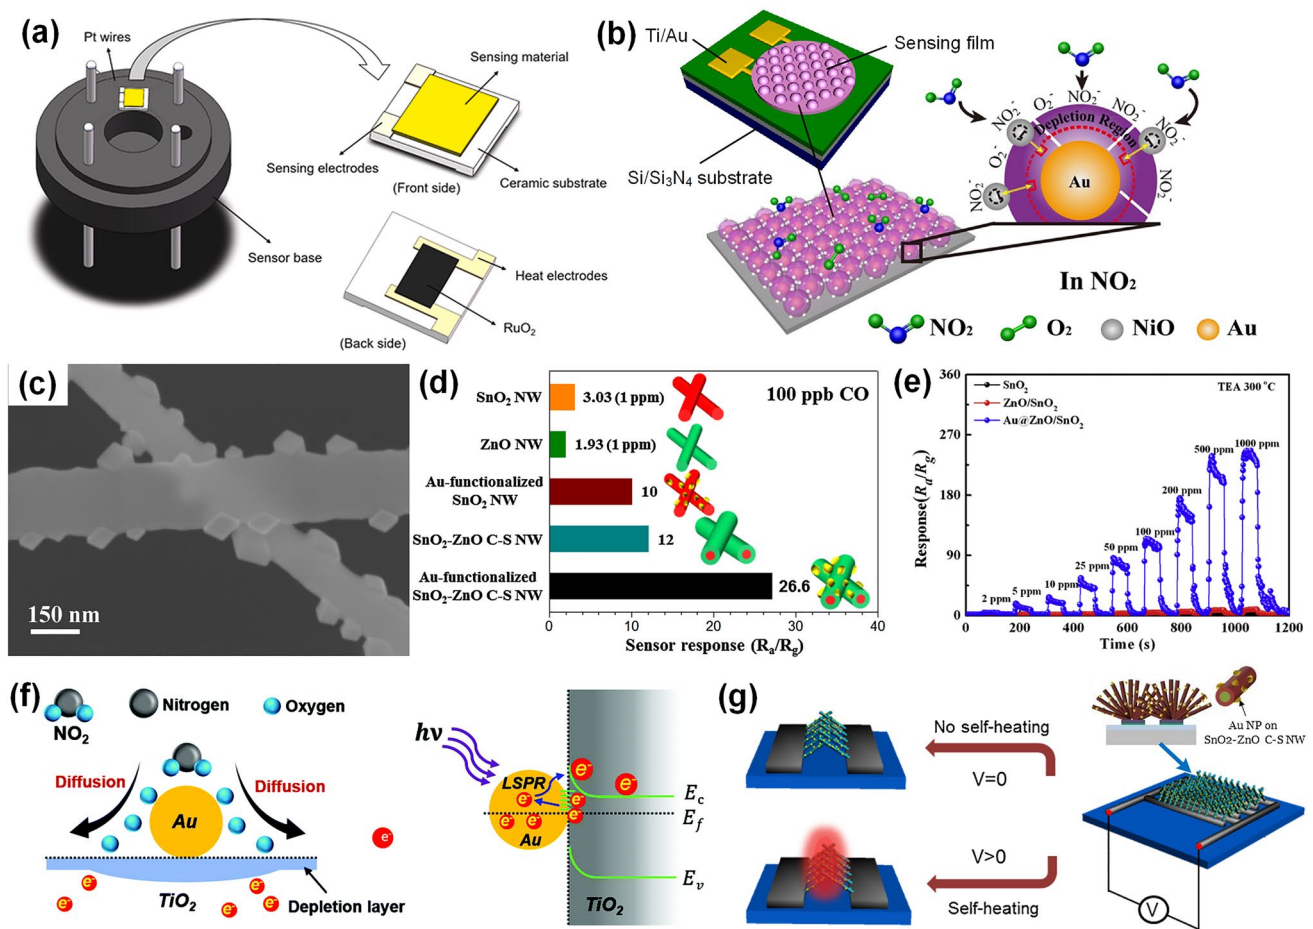 (a)
Pt wires
Sensing material
Sensing electrodes
Ceramic substrate
(Front side)
Sensor base
Heat electrodes
RuO2
(Back side)
(b)
Ti/Au
Sensing film
Si/Si3N4 substrate
NO2-
O2-
NO2-
NO2-
NO2-
NO2-
O2-
NO2-
NO2-
Depletion Region
Au
In NO2
NO2
O2
NiO
Au
(c)
150 nm
(d)
100 ppb CO
SnO2 NW
3.03 (1 ppm)
ZnO NW
1.93 (1 ppm)
Au-functionalized
SnO2 NW
10
SnO2-ZnO C-S NW
12
Au-functionalized
SnO2-ZnO C-S NW
26.6
0 10 20 30 40
Sensor response (Ra/Rg)
(e)
360
270
180
90
0
Response(Ra/Rg)
SnO2
ZnO/SnO2
Au@ZnO/SnO2
TEA 300 °C
2 ppm
5 ppm
10 ppm
25 ppm
50 ppm
100 ppm
200 ppm
500 ppm
1000 ppm
0 200 400 600 800 1000 1200
Time (s)
(f)
NO2
Nitrogen
Oxygen
Diffusion
Diffusion
Au
e-
TiO2
e-
e-
e-
e-
e-
Depletion layer
hν
LSPR
e-
e-
e-
e-
e-
e-
e-
Au
Ec
Ef
Ev
TiO2
(g)
No self-heating
V=0
V>0
Self-heating
Au NP on
SnO2-ZnO C-S NW
V